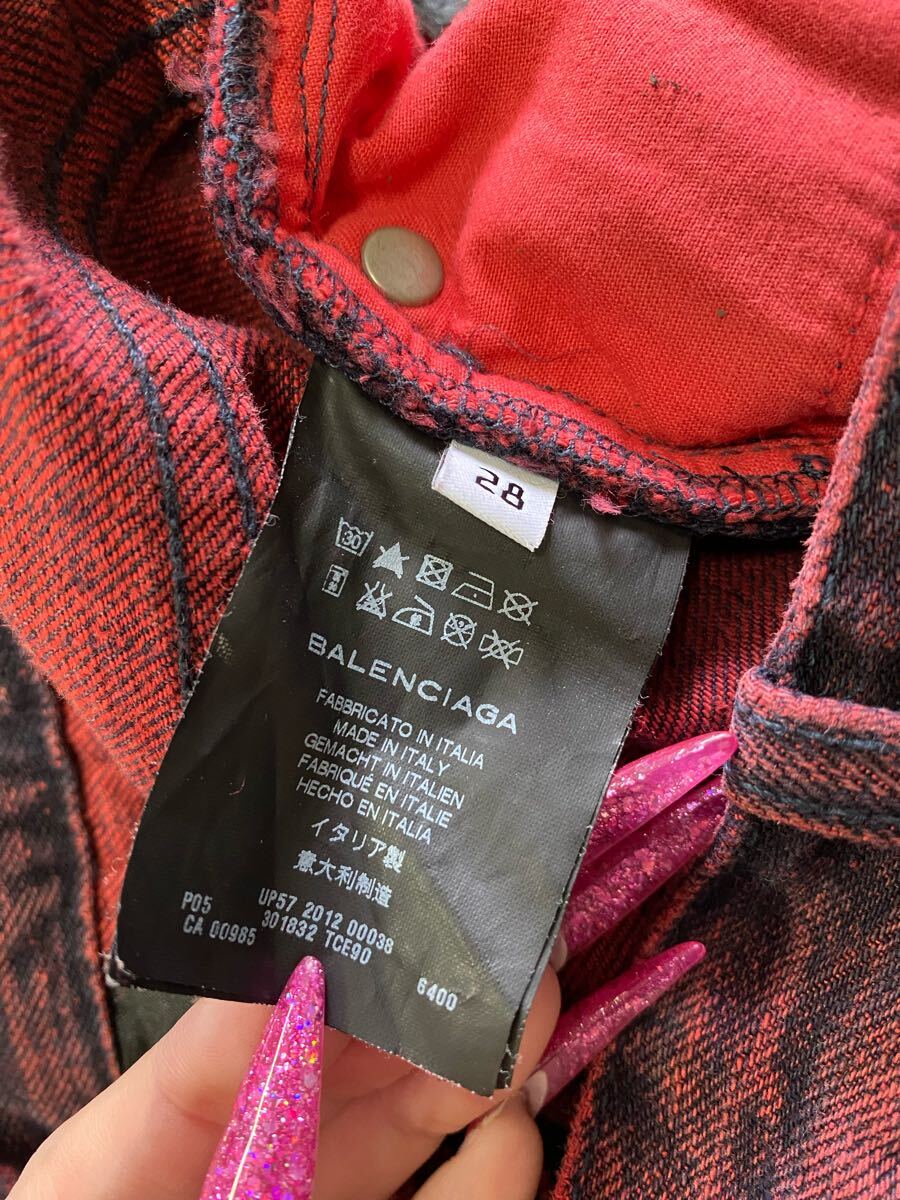 28
30
BALENCIAGA
FABBRICATO IN ITALIA
MADE IN ITALY
GEMACHT IN ITALIEN
FABRIQUÉ EN ITALIE
HECHO EN ITALIA
イタリア製
意大利制造
P05 UP57 2012 00038
CA 00985 301832 TCE90
6400